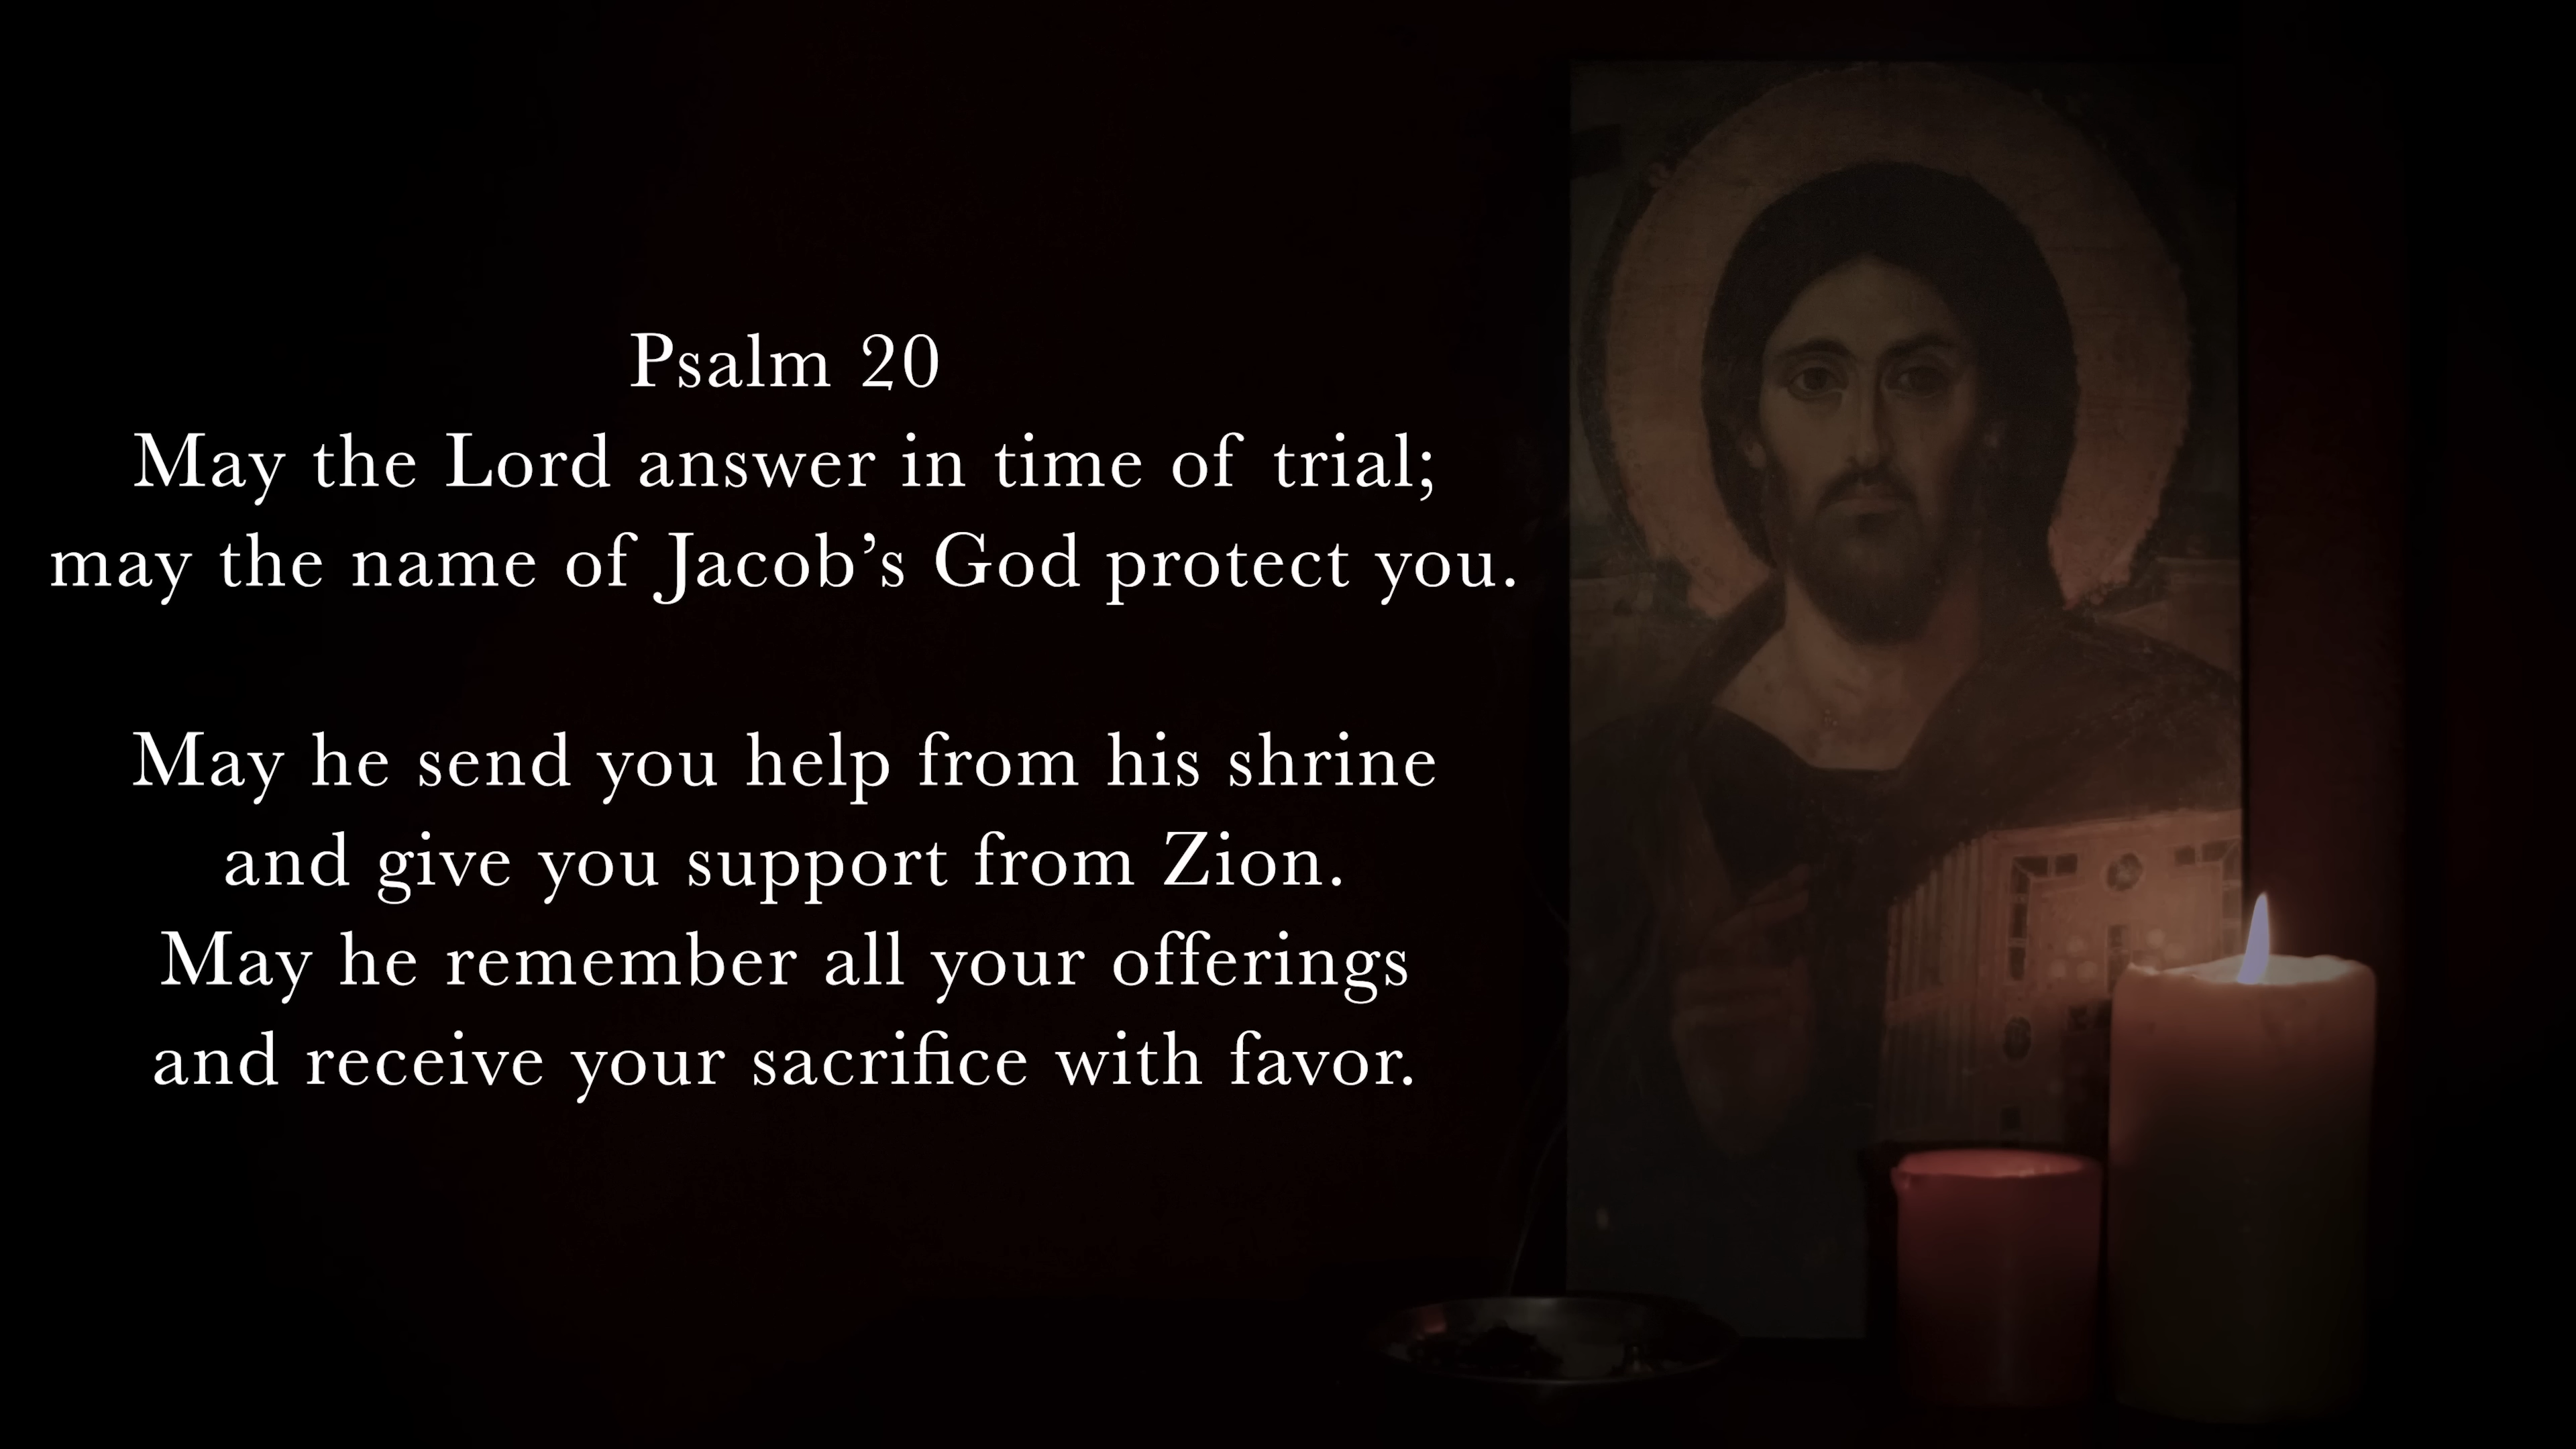 Psalm 20
May the Lord answer in time of trial;
may the name of Jacob’s God protect you.
May he send you help from his shrine
and give you support from Zion.
May he remember all your offerings
and receive your sacrifice with favor.